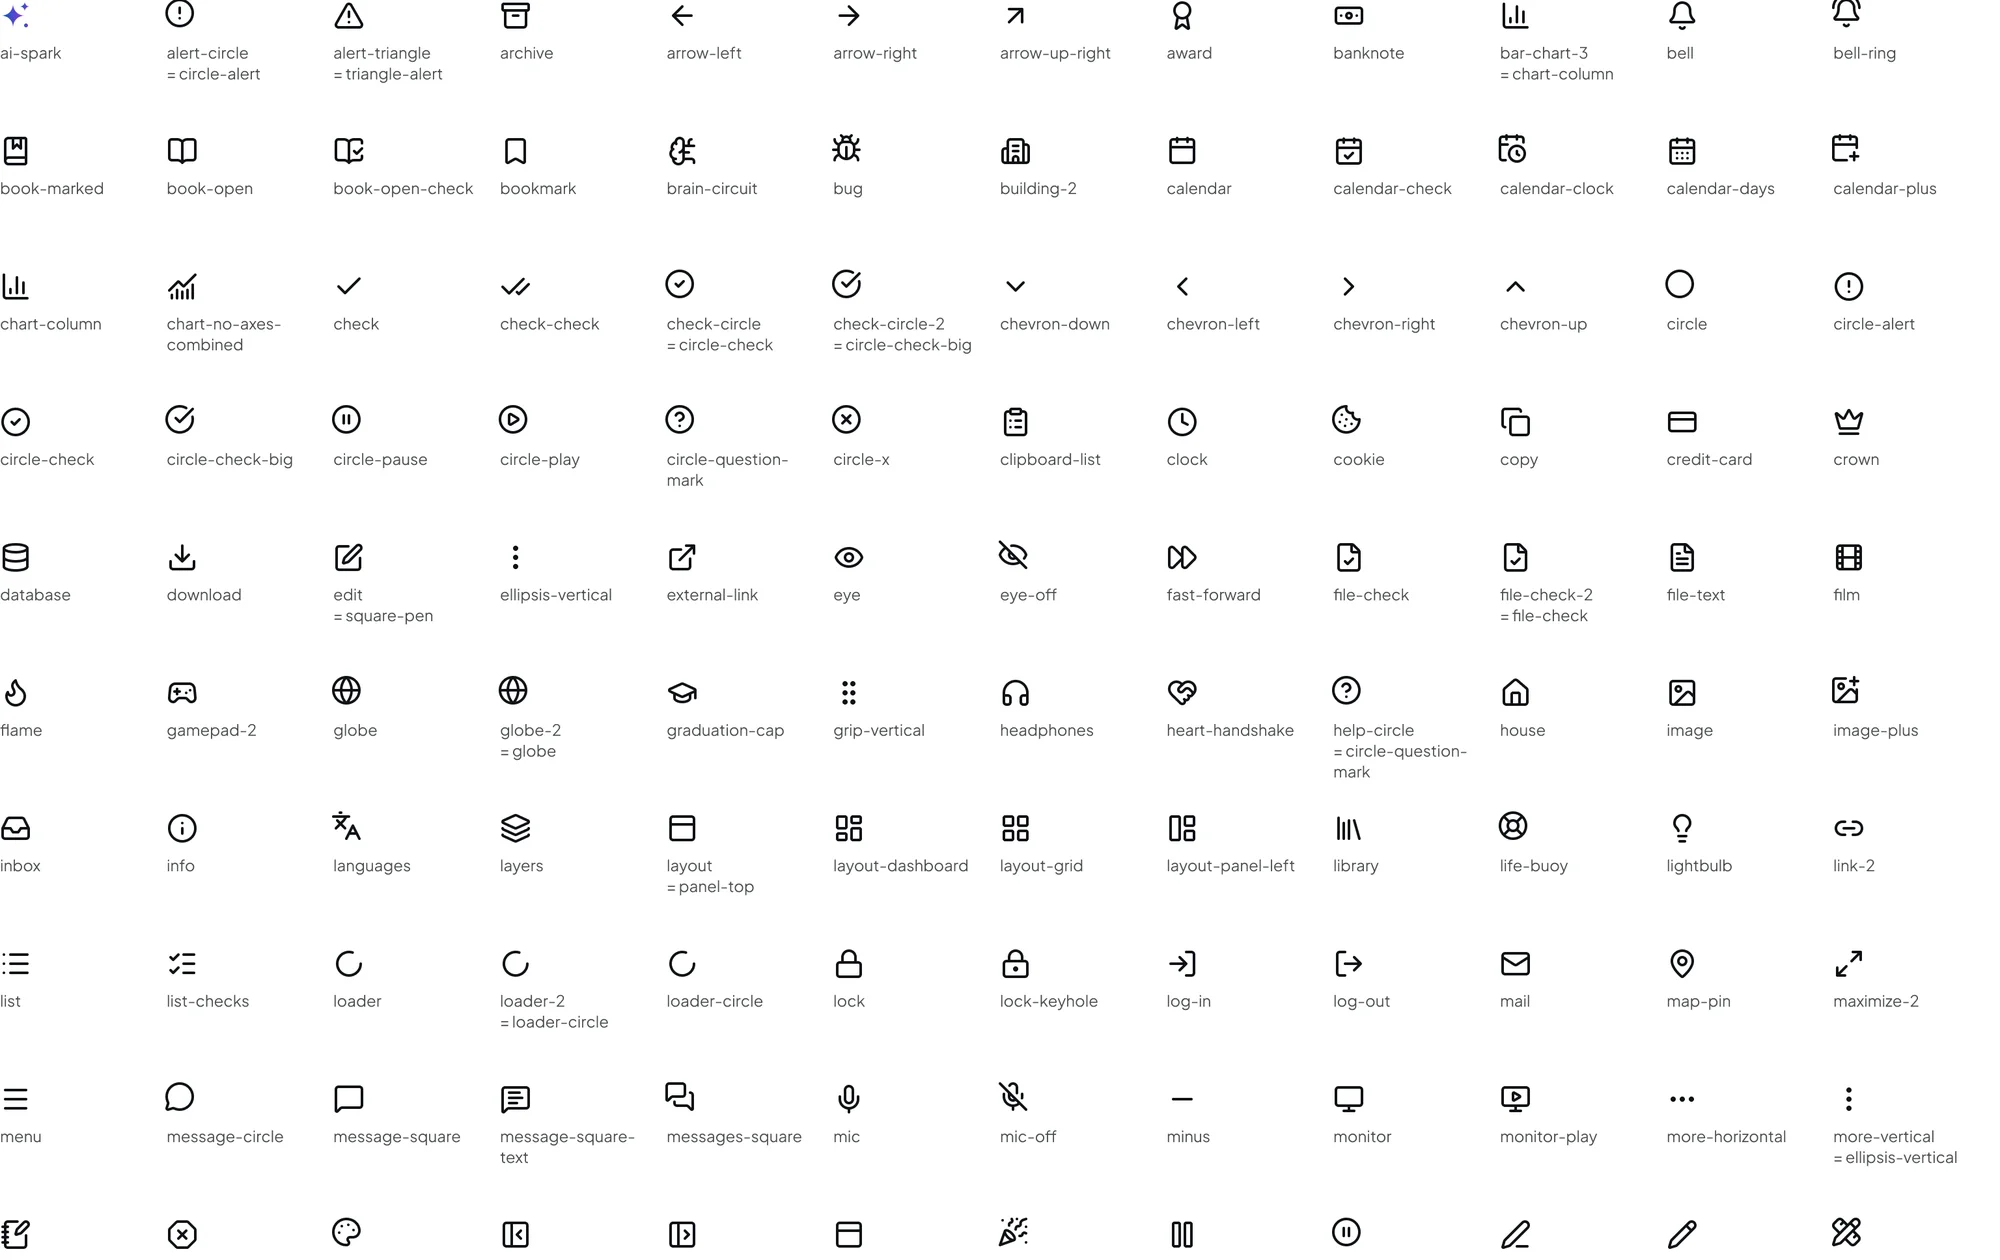 ai-spark
alert-circle
= circle-alert
alert-triangle
= triangle-alert
archive
arrow-left
arrow-right
arrow-up-right
award
banknote
bar-chart-3
= chart-column
bell
bell-ring
book-marked
book-open
book-open-check
bookmark
brain-circuit
bug
building-2
calendar
calendar-check
calendar-clock
calendar-days
calendar-plus
chart-column
chart-no-axes-
combined
check
check-check
check-circle
= circle-check
check-circle-2
= circle-check-big
chevron-down
chevron-left
chevron-right
chevron-up
circle
circle-alert
circle-check
circle-check-big
circle-pause
circle-play
circle-question-
mark
circle-x
clipboard-list
clock
cookie
copy
credit-card
crown
database
download
edit
= square-pen
ellipsis-vertical
external-link
eye
eye-off
fast-forward
file-check
file-check-2
= file-check
file-text
film
flame
gamepad-2
globe
globe-2
= globe
graduation-cap
grip-vertical
headphones
heart-handshake
help-circle
= circle-question-
mark
house
image
image-plus
inbox
info
languages
layers
layout
= panel-top
layout-dashboard
layout-grid
layout-panel-left
library
life-buoy
lightbulb
link-2
list
list-checks
loader
loader-2
= loader-circle
loader-circle
lock
lock-keyhole
log-in
log-out
mail
map-pin
maximize-2
menu
message-circle
message-square
message-square-
text
messages-square
mic
mic-off
minus
monitor
monitor-play
more-horizontal
more-vertical
= ellipsis-vertical